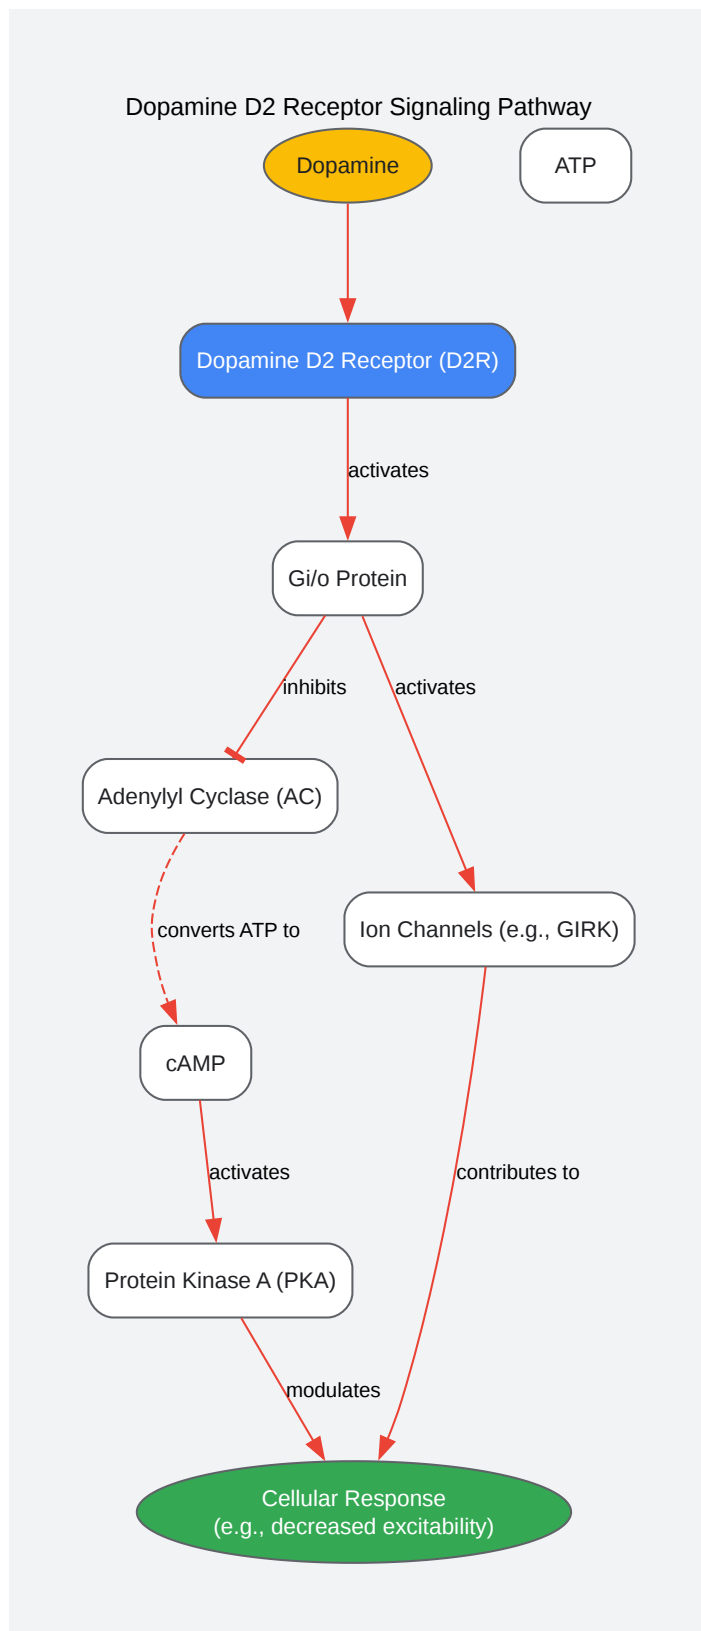 Dopamine D2 Receptor Signaling Pathway
Dopamine
ATP
Dopamine D2 Receptor (D2R)
activates
Gi/o Protein
inhibits
activates
Adenylyl Cyclase (AC)
converts ATP to
Ion Channels (e.g., GIRK)
cAMP
activates
contributes to
Protein Kinase A (PKA)
modulates
Cellular Response
(e.g., decreased excitability)